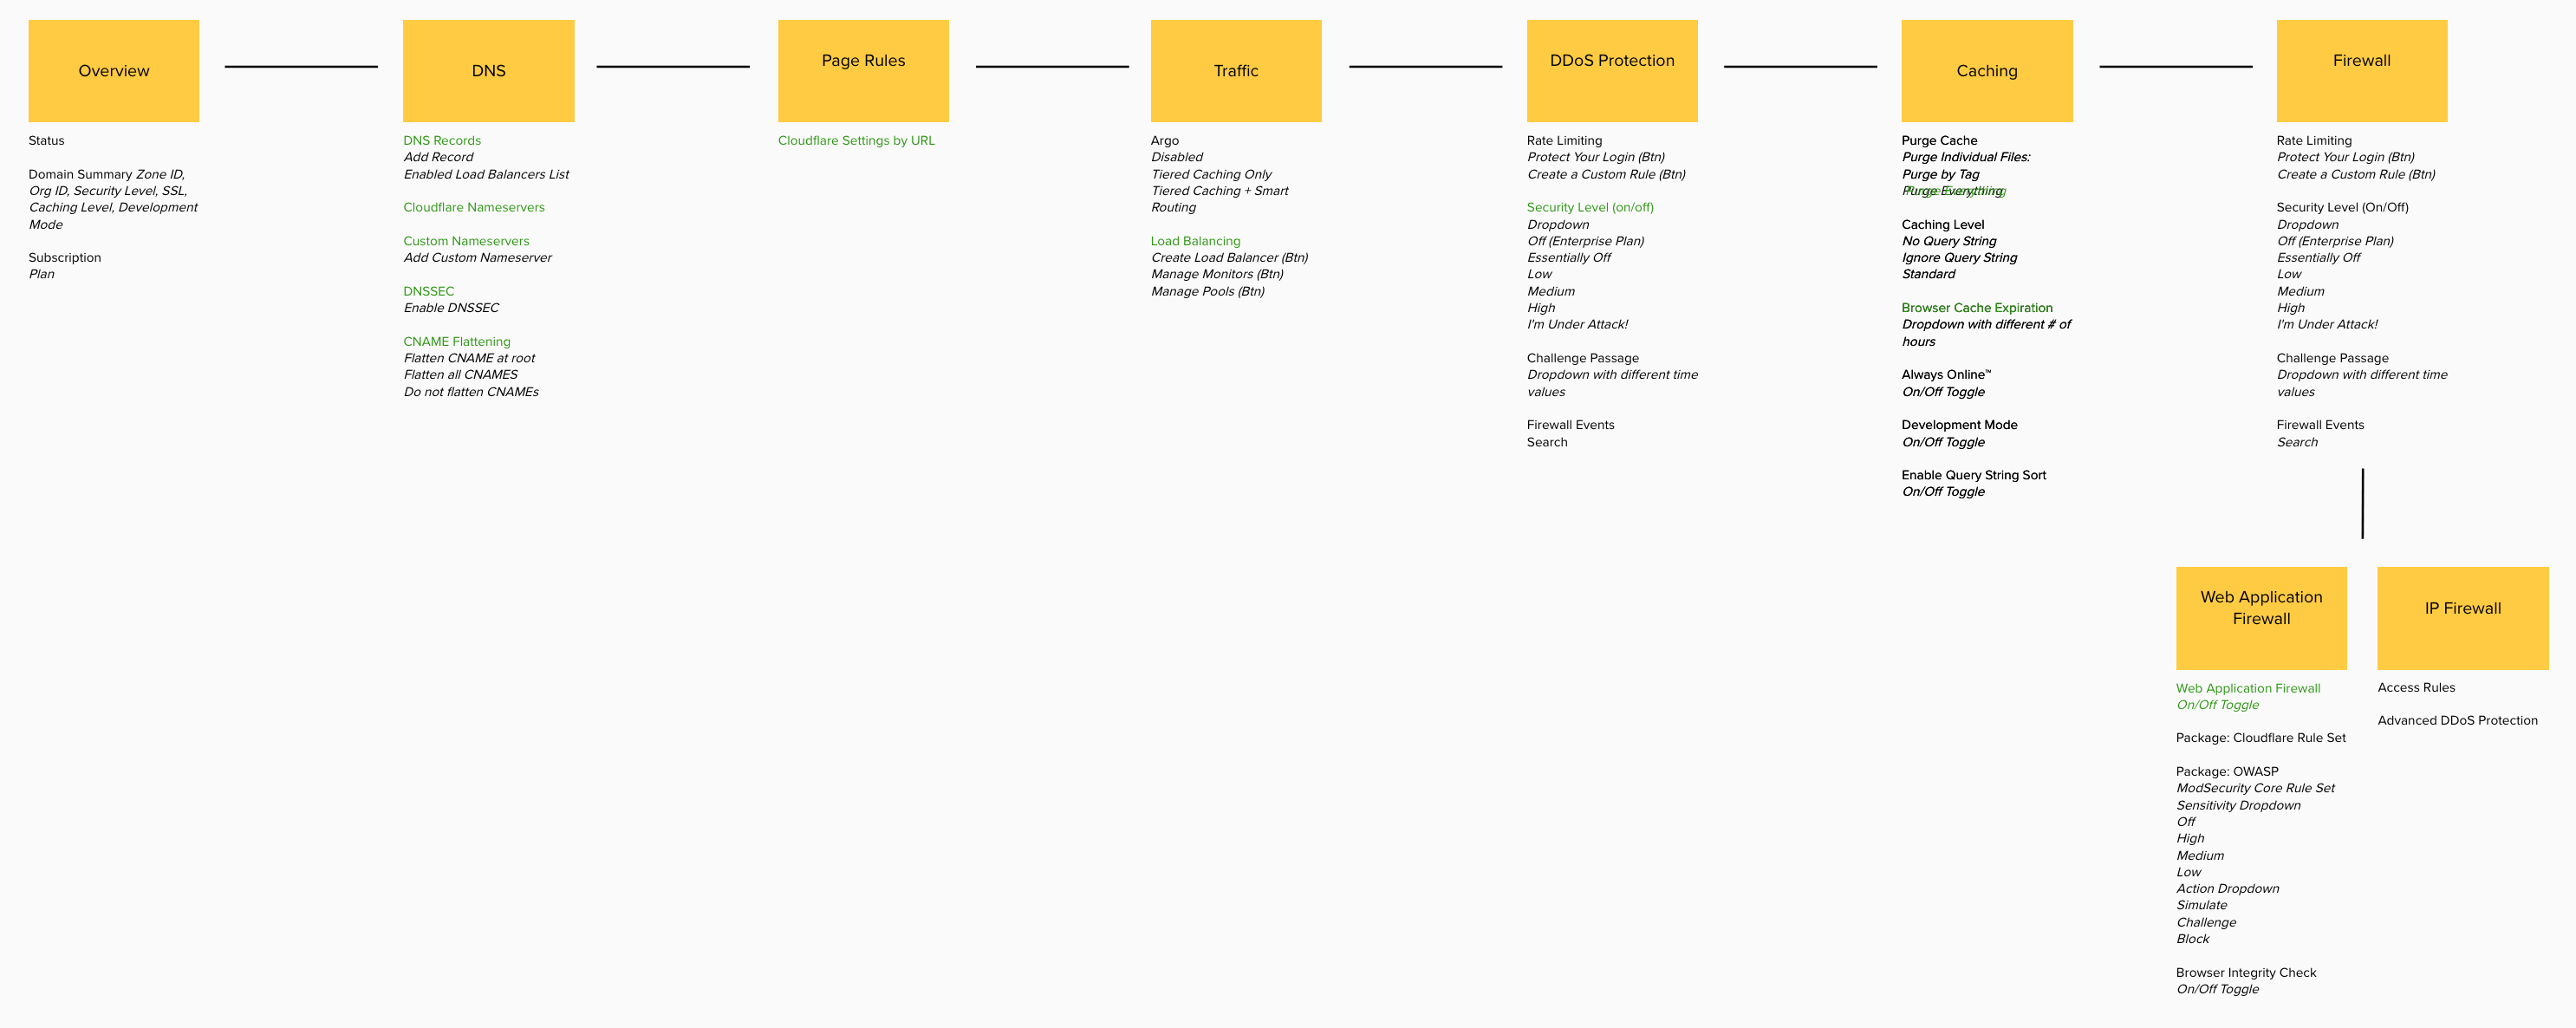 Overview
Status
Domain Summary Zone ID,
Org ID, Security Level, SSL,
Caching Level, Development
Mode
Subscription
Plan
DNS
DNS Records
Add Record
Enabled Load Balancers List
Cloudflare Nameservers
Custom Nameservers
Add Custom Nameserver
DNSSEC
Enable DNSSEC
CNAME Flattening
Flatten CNAME at root
Flatten all CNAMES
Do not flatten CNAMEs
Page Rules
Cloudflare Settings by URL
Traffic
Argo
Disabled
Tiered Caching Only
Tiered Caching + Smart
Routing
Load Balancing
Create Load Balancer (Btn)
Manage Monitors (Btn)
Manage Pools (Btn)
DDoS Protection
Rate Limiting
Protect Your Login (Btn)
Create a Custom Rule (Btn)
Security Level (on/off)
Dropdown
Off (Enterprise Plan)
Essentially Off
Low
Medium
High
I'm Under Attack!
Challenge Passage
Dropdown with different time
values
Firewall Events
Search
Caching
Purge Cache
Purge Individual Files:
Purge by Tag
Purge Everything
Caching Level
No Query String
Ignore Query String
Standard
Browser Cache Expiration
Dropdown with different # of
hours
Always Online™
On/Off Toggle
Development Mode
On/Off Toggle
Enable Query String Sort
On/Off Toggle
Firewall
Rate Limiting
Protect Your Login (Btn)
Create a Custom Rule (Btn)
Security Level (On/Off)
Dropdown
Off (Enterprise Plan)
Essentially Off
Low
Medium
High
I'm Under Attack!
Challenge Passage
Dropdown with different time
values
Firewall Events
Search
Web Application
Firewall
Web Application Firewall
On/Off Toggle
Package: Cloudflare Rule Set
Package: OWASP
ModSecurity Core Rule Set
Sensitivity Dropdown
Off
High
Medium
Low
Action Dropdown
Simulate
Challenge
Block
Browser Integrity Check
On/Off Toggle
IP Firewall
Access Rules
Advanced DDoS Protection